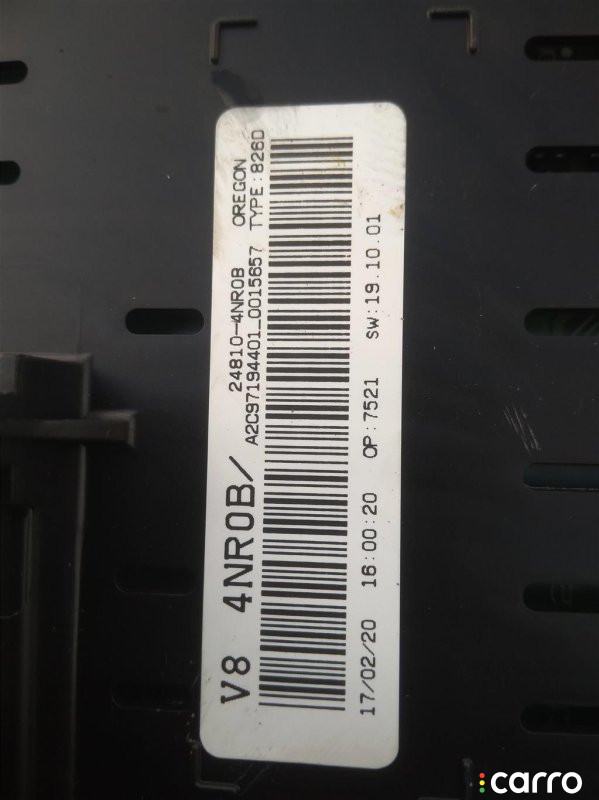 V8 4NR0B/
24810-4NR0B OREGON
A2C97194401_0015657 TYPE:8260
17/02/20 16:00:20 OP:7521 SW:19.10.01
carro